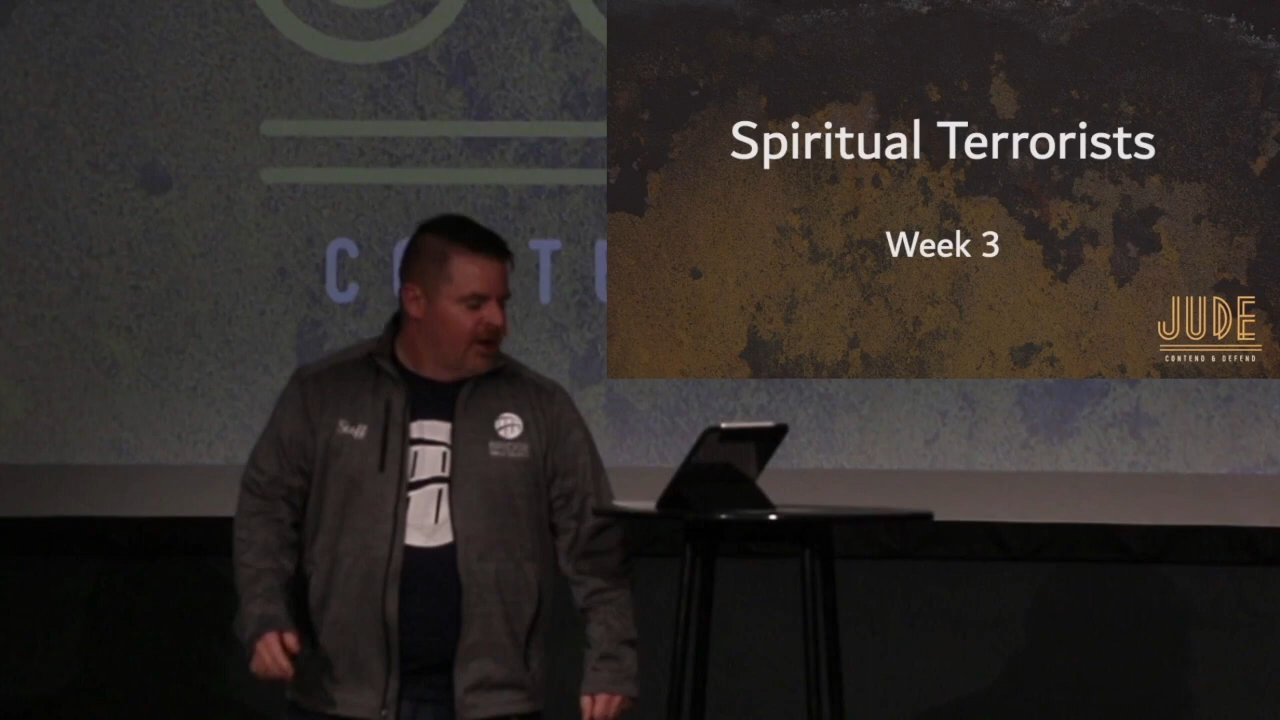 Spiritual Terrorists
Week 3
JUDE
CONTEND & DEFEND
Staff